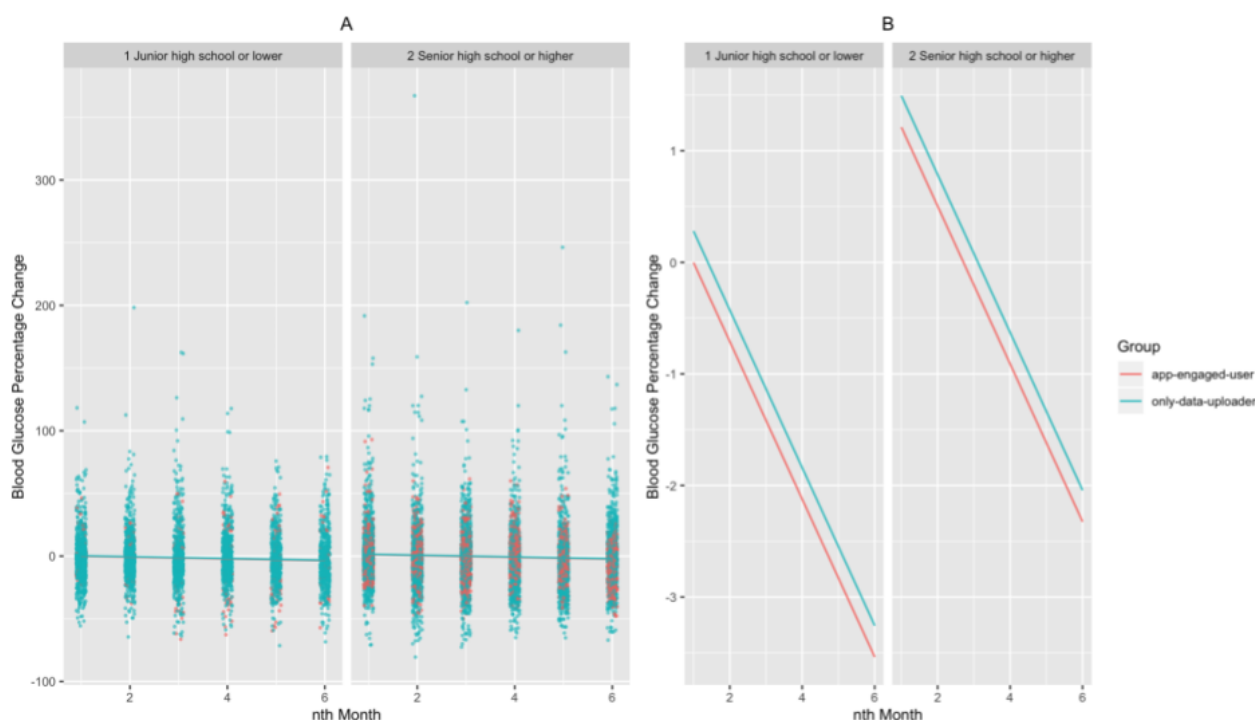 A
B
1 Junior high school or lower
2 Senior high school or higher
1 Junior high school or lower
2 Senior high school or higher
Blood Glucose Percentage Change
300
200
100
0
-100
2
4
6
2
4
6
nth Month
Blood Glucose Percentage Change
1
0
-1
-2
-3
2
4
6
2
4
6
nth Month
Group
app-engaged-user
only-data-uploader